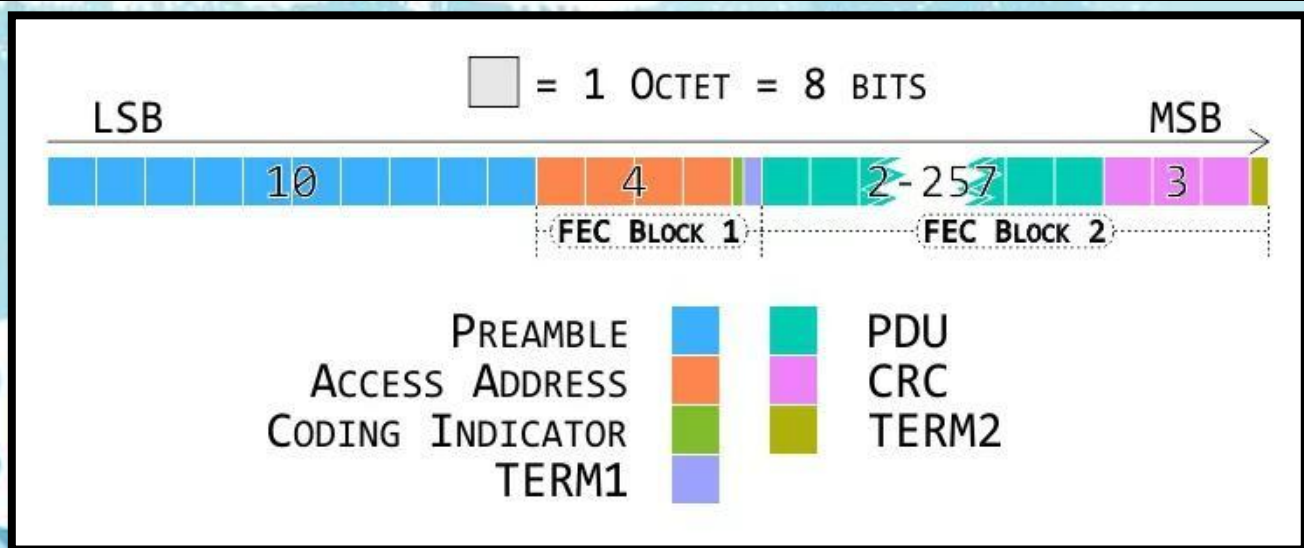 = 1 OCTET = 8 BITS
LSB MSB
10 4 2-257 3
FEC BLOCK 1 FEC BLOCK 2
PREAMBLE PDU
ACCESS ADDRESS CRC
CODING INDICATOR TERM2
TERM1